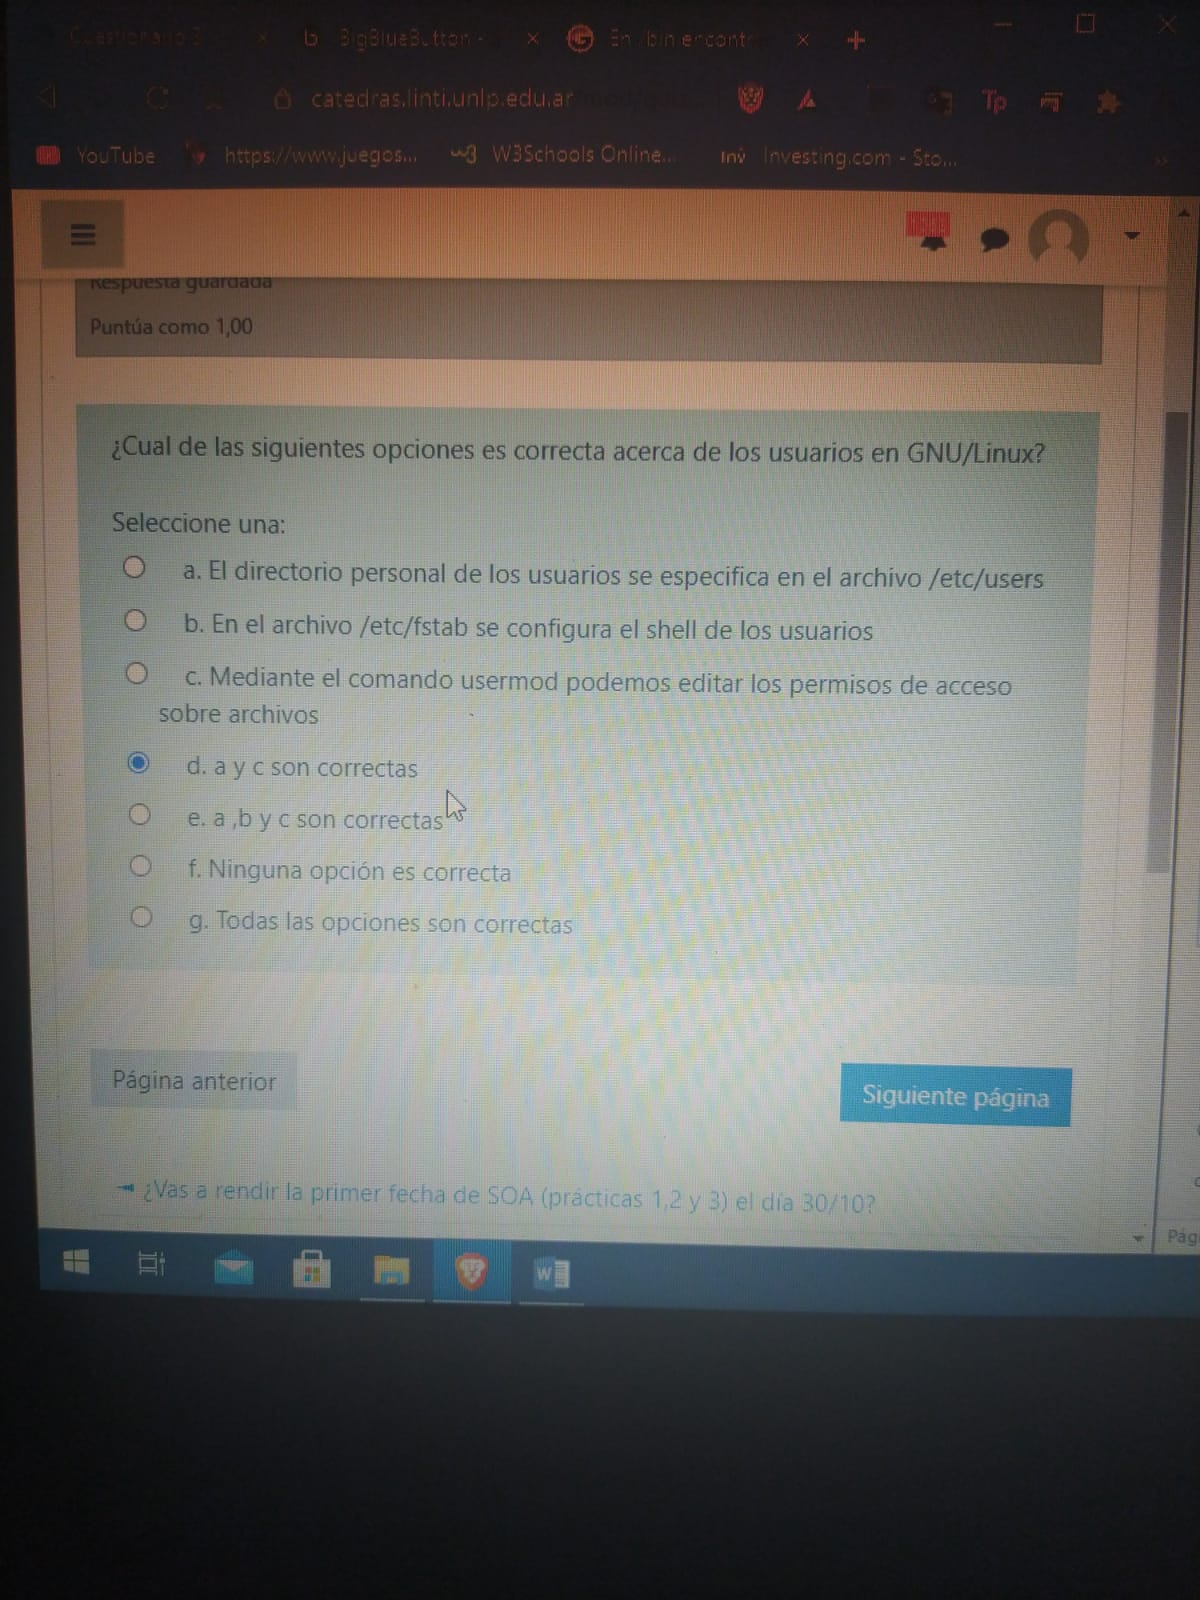 Cuestionario 3
BigBlueButton -
En /bin encont
catedras.linti.unlp.edu.ar
Tp
YouTube
https://www.juegos...
W3Schools Online...
Inv Investing.com - Sto...
Respuesta guardada
Puntúa como 1,00
¿Cual de las siguientes opciones es correcta acerca de los usuarios en GNU/Linux?
Seleccione una:
a. El directorio personal de los usuarios se especifica en el archivo /etc/users
b. En el archivo /etc/fstab se configura el shell de los usuarios
c. Mediante el comando usermod podemos editar los permisos de acceso
sobre archivos
d. a y c son correctas
e. a ,b y c son correctas
f. Ninguna opción es correcta
g. Todas las opciones son correctas
Página anterior
Siguiente página
¿Vas a rendir la primer fecha de SOA (prácticas 1,2 y 3) el día 30/10?
Pág